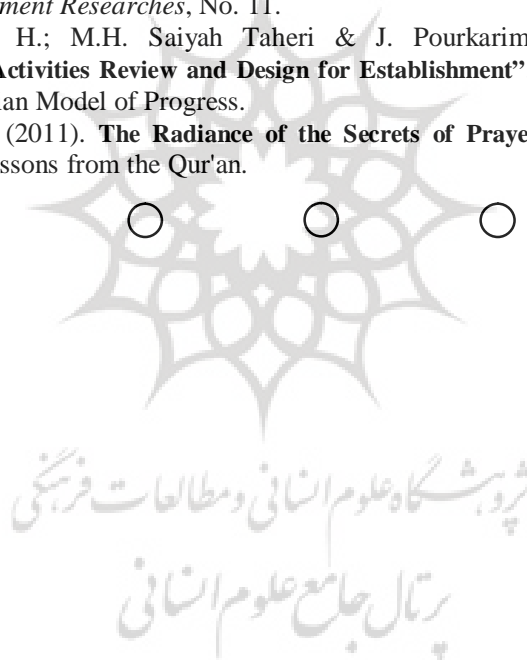 ment Researches, No. 11.
H.; M.H. Saiyah Taheri & J. Pourkarim
Activities Review and Design for Establishment”
ian Model of Progress.
(2011). The Radiance of the Secrets of Praye
ssons from the Qur'an.
پژوهشگاه علوم انسانی و مطالعات فرهنگی
پرتال جامع علوم انسانی